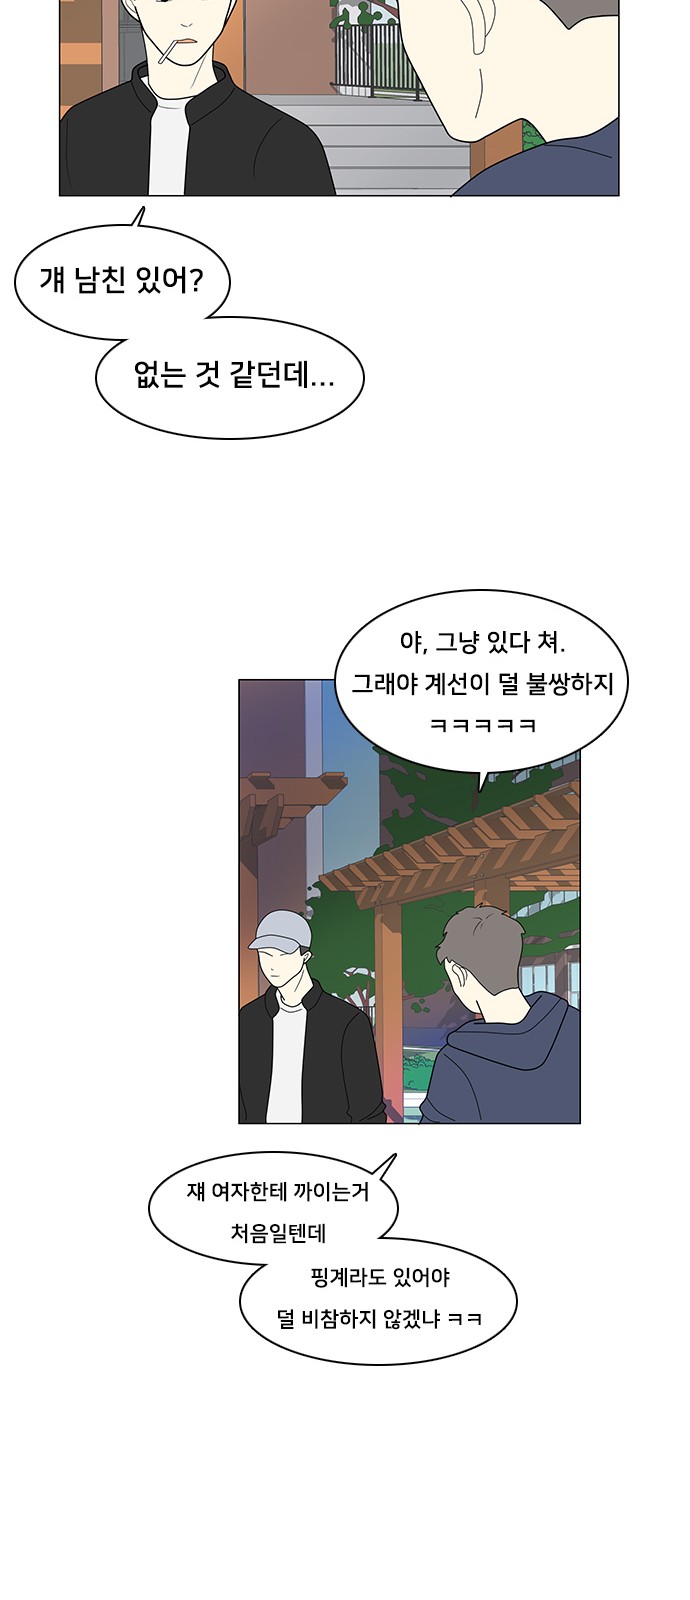 걔 남친 있어?
없는 것 같던데...
야, 그냥 있다 쳐.
그래야 계선이 덜 불쌍하지
ㅋㅋㅋㅋㅋ
쟤 여자한테 까이는거
처음일텐데
핑계라도 있어야
덜 비참하지 않겠냐 ㅋㅋ